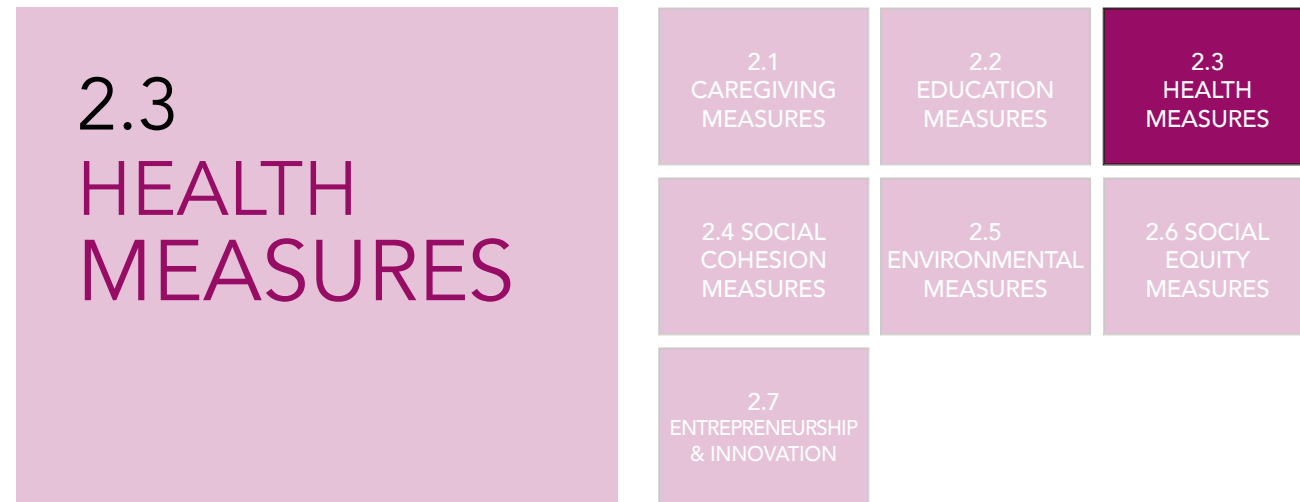 2.3
HEALTH
MEASURES
2.1
CAREGIVING
MEASURES
2.2
EDUCATION
MEASURES
2.3
HEALTH
MEASURES
2.4 SOCIAL
COHESION
MEASURES
2.5
ENVIRONMENTAL
MEASURES
2.6 SOCIAL
EQUITY
MEASURES
2.7
ENTREPRENEURSHIP
& INNOVATION